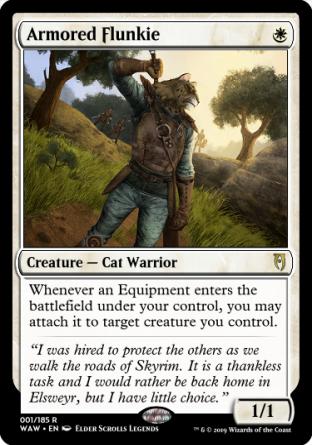 Armored Flunkie
Creature — Cat Warrior
Whenever an Equipment enters the
battlefield under your control, you may
attach it to target creature you control.
“I was hired to protect the others as we
walk the roads of Skyrim. It is a thankless
task and I would rather be back home in
Elsweyr, but I have little choice.”
1/1
001/185 R
WAW • EN ELDER SCROLLS LEGENDS
™ & © 2019 Wizards of the Coast